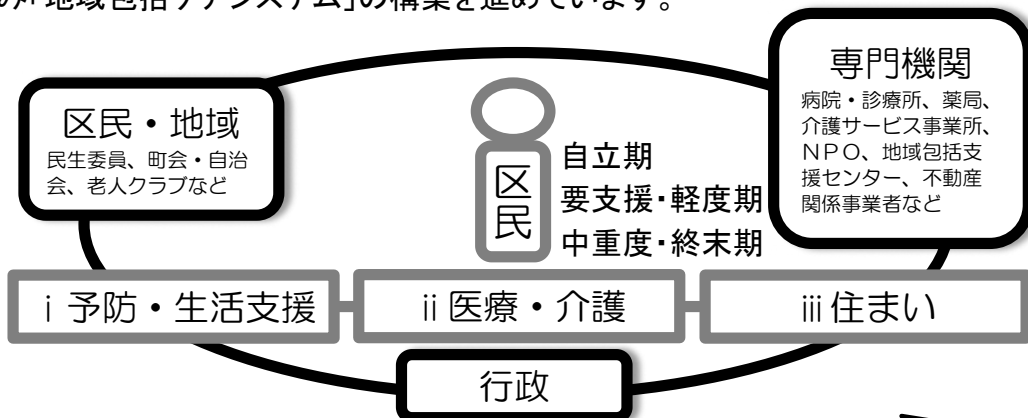 「地域包括ケアシステム」の構築を進めています。
専門機関
病院・診療所、薬局、
介護サービス事業所、
NPO、地域包括支
援センター、不動産
関係事業者など
区民・地域
民生委員、町会・自治
会、老人クラブなど
区民
自立期
要支援・軽度期
中重度・終末期
ⅰ 予防・生活支援
ⅱ 医療・介護
ⅲ 住まい
行政